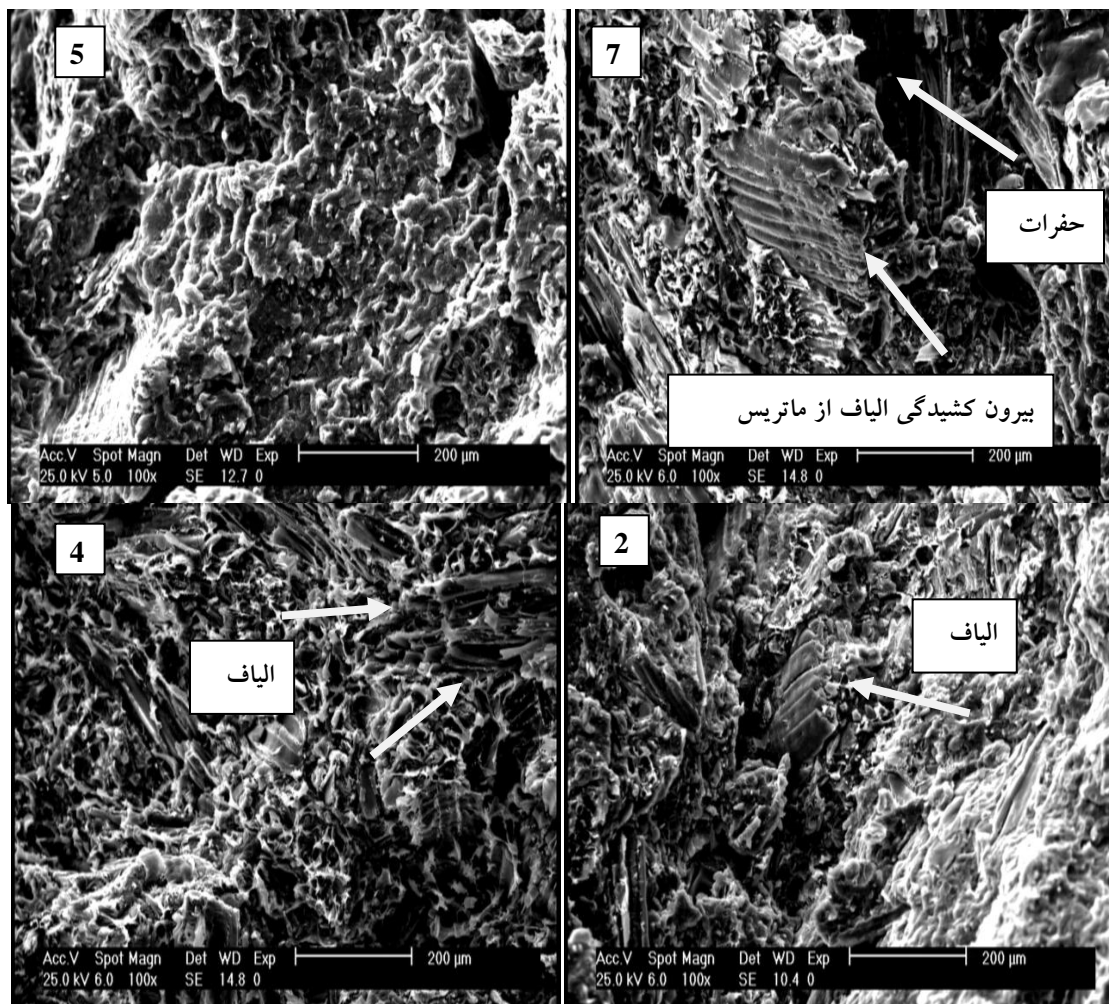 5
Acc.V Spot Magn Det WD Exp 200 µm
25.0 kV 5.0 100x SE 12.7 0
7
حفرات
بیرون کشیدگی الیاف از ماتریس
Acc.V Spot Magn Det WD Exp 200 µm
25.0 kV 6.0 100x SE 14.8 0
4
الیاف
Acc.V Spot Magn Det WD Exp 200 µm
25.0 kV 6.0 100x SE 14.8 0
2
الیاف
Acc.V Spot Magn Det WD Exp 200 µm
25.0 kV 6.0 100x SE 10.4 0